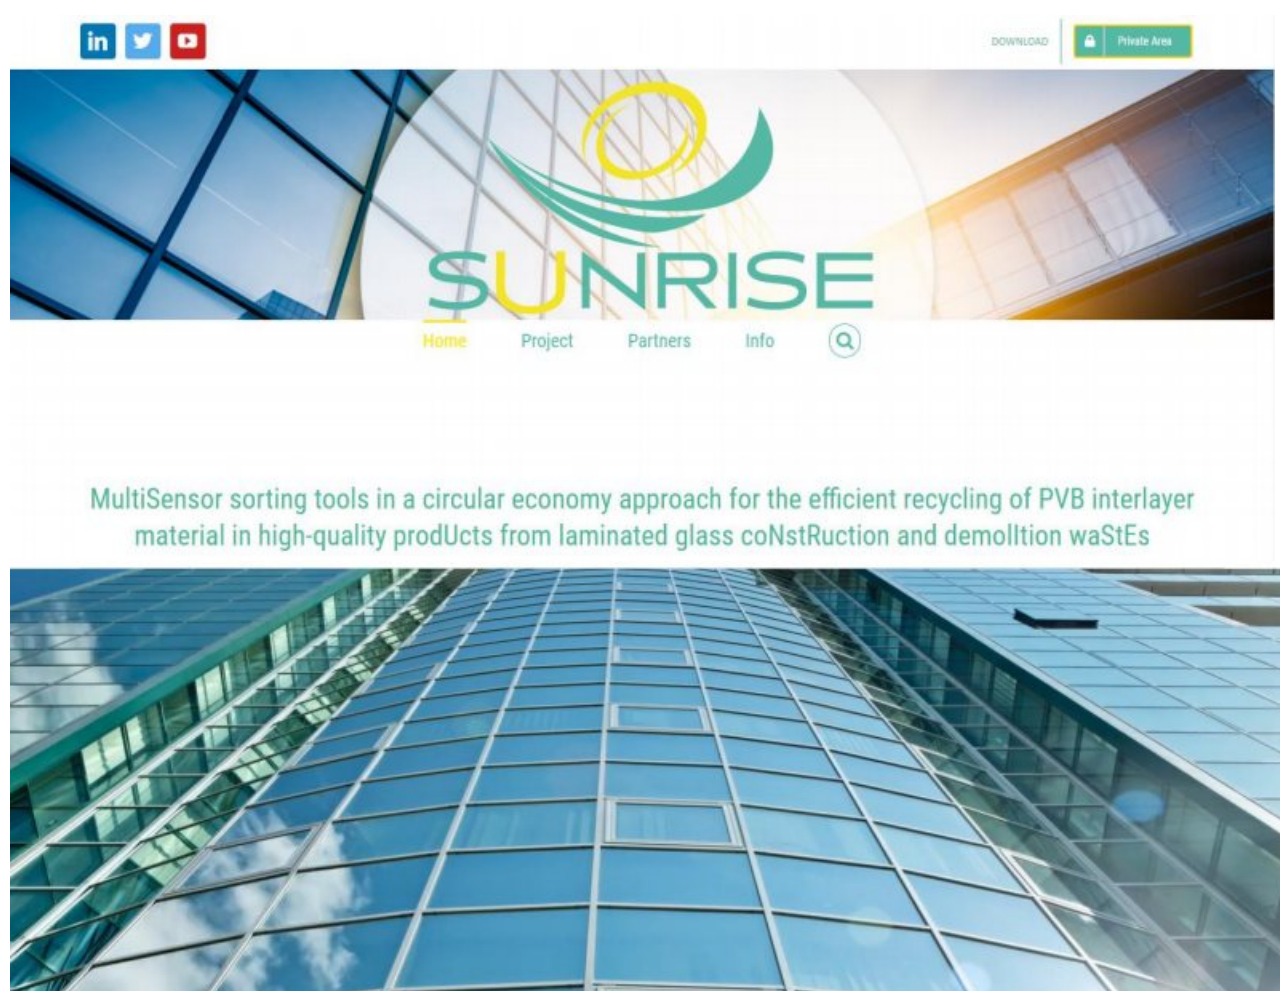 in
DOWNLOAD
Private Area
SUNRISE
Home Project Partners Info
MultiSensor sorting tools in a circular economy approach for the efficient recycling of PVB interlayer
material in high-quality prodUcts from laminated glass coNstRuction and demolItion waStEs